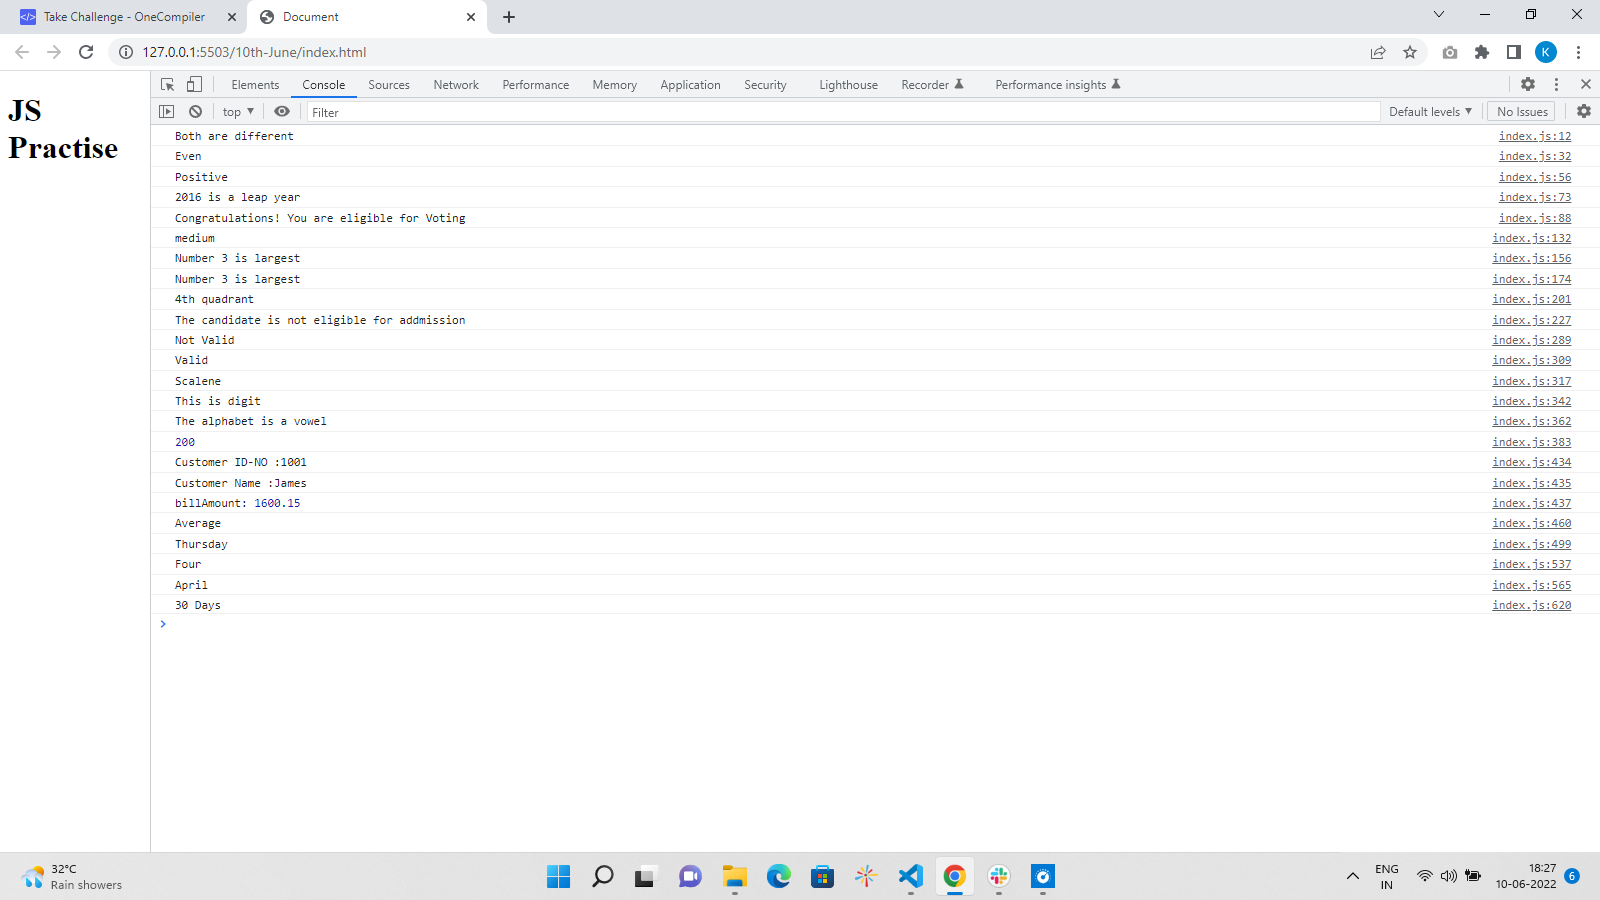 Take Challenge - OneCompiler
Document
127.0.0.1:5503/10th-June/index.html
K
JS
Practise
Elements Console Sources Network Performance Memory Application Security Lighthouse Recorder Performance insights
top Filter Default levels No Issues
Both are different index.js:12
Even index.js:32
Positive index.js:56
2016 is a leap year index.js:73
Congratulations! You are eligible for Voting index.js:88
medium index.js:132
Number 3 is largest index.js:156
Number 3 is largest index.js:174
4th quadrant index.js:201
The candidate is not eligible for addmission index.js:227
Not Valid index.js:289
Valid index.js:309
Scalene index.js:317
This is digit index.js:342
The alphabet is a vowel index.js:362
200 index.js:383
Customer ID-NO :1001 index.js:434
Customer Name :James index.js:435
billAmount: 1600.15 index.js:437
Average index.js:460
Thursday index.js:499
Four index.js:537
April index.js:565
30 Days index.js:620
32°C
Rain showers
ENG
IN
18:27
10-06-2022
6